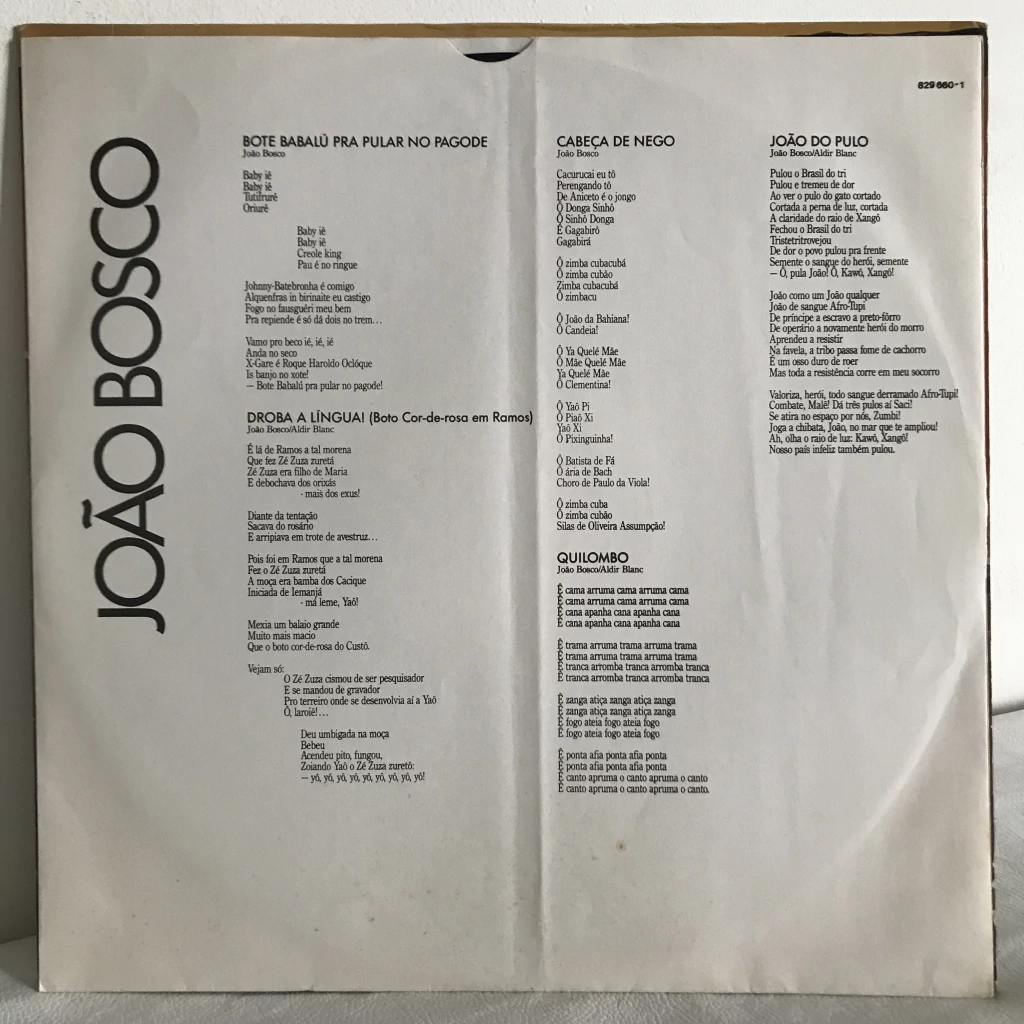 829 660-1
JOÃO BOSCO
BOTE BABALÚ PRA PULAR NO PAGODE
João Bosco
Baby iê
Baby iê
Tutifrurê
Oriurê
Baby iê
Baby iê
Creole king
Pau é no ringue
Johnny-Batebronha é comigo
Alquenfras in birinaite eu castigo
Fogo no fausguêri meu bem
Pra repiende é só dá dois no trem...
Vamo pro beco ié, ié, ié
Anda no seco
X-Gare é Roque Haroldo Oclóque
Is banjo no xote!
— Bote Babalú pra pular no pagode!
DROBA A LÍNGUA! (Boto Cor-de-rosa em Ramos)
João Bosco/Aldir Blanc
É lá de Ramos a tal morena
Que fez Zé Zuza zuretá
Zé Zuza era filho de Maria
E debochava dos orixás
- mais dos exus!
Diante da tentação
Sacava do rosário
E arripiava em trote de avestruz...
Pois foi em Ramos que a tal morena
Fez o Zé Zuza zuretá
A moça era bamba dos Cacique
Iniciada de Iemanjá
- má leme, Yaô!
Mexia um balaio grande
Muito mais macio
Que o boto cor-de-rosa do Custô.
Vejam só:
O Zé Zuza cismou de ser pesquisador
E se mandou de gravador
Pro terreiro onde se desenvolvia aí a Yaô
Ô, laroiê!...
Deu umbigada na moça
Bebeu
Acendeu pito, fungou,
Zoiando Yaô o Zé Zuza zuretô:
— yô, yô, yô, yô, yô, yô, yô, yô, yô!
CABEÇA DE NEGO
João Bosco
Cacurucai eu tô
Perengando tô
De Aniceto é o jongo
Ô Donga Sinhô
Ô Sinhô Donga
É Gagabirô
Gagabirá
Ô zimba cubacubá
Ô zimba cubão
Zimba cubacubá
Ô zimbacu
Ô João da Bahiana!
Ô Candeia!
Ô Ya Quelé Mãe
Ô Mãe Quelé Mãe
Ya Quelé Mãe
Ô Clementina!
Ô Yaô Pi
Ô Piaô Xi
Yaô Xi
Ô Pixinguinha!
Ô Batista de Fá
Ô ária de Bach
Choro de Paulo da Viola!
Ô zimba cuba
Ô zimba cubão
Silas de Oliveira Assumpção!
QUILOMBO
João Bosco/Aldir Blanc
Ê cama arruma cama arruma cama
Ê cama arruma cama arruma cama
Ê cana apanha cana apanha cana
Ê cana apanha cana apanha cana
Ê trama arruma trama arruma trama
Ê trama arruma trama arruma trama
Ê tranca arromba tranca arromba tranca
Ê tranca arromba tranca arromba tranca
Ê zanga atiça zanga atiça zanga
Ê zanga atiça zanga atiça zanga
Ê fogo ateia fogo ateia fogo
Ê fogo ateia fogo ateia fogo
Ê ponta afia ponta afia ponta
Ê ponta afia ponta afia ponta
Ê canto apruma o canto apruma o canto
Ê canto apruma o canto apruma o canto.
JOÃO DO PULO
João Bosco/Aldir Blanc
Pulou o Brasil do tri
Pulou e tremeu de dor
Ao ver o pulo do gato cortado
Cortada a perna de luz, cortada
A claridade do raio de Xangô
Fechou o Brasil do tri
Tristetritrovejou
De dor o povo pulou pra frente
Semente o sangue do herói, semente
— Ô, pula João! Ô, Kawô, Xangô!
João como um João qualquer
João de sangue Afro-Tupi
De príncipe a escravo a preto-fôrro
De operário a novamente herói do morro
Aprendeu a resistir
Na favela, a tribo passa fome de cachorro
É um osso duro de roer
Mas toda a resistência corre em meu socorro
Valoriza, herói, todo sangue derramado Afro-Tupi!
Combate, Malê! Dá três pulos aí Saci!
Se atira no espaço por nós, Zumbi!
Joga a chibata, João, no mar que te ampliou!
Ah, olha o raio de luz: Kawô, Xangô!
Nosso país infeliz também pulou.